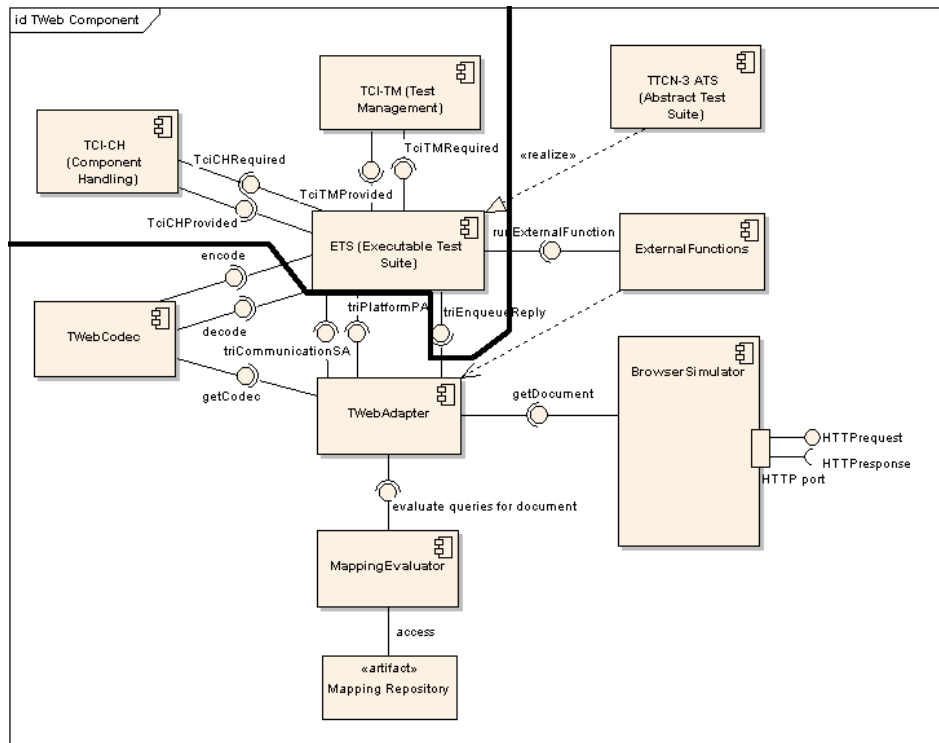 id TWeb Component
TCI-TM (Test
Management)
TTCN-3 ATS
(Abstract Test
Suite)
TCI-CH
(Component
Handling)
TciCHRequired
TciTMRequired
«realize»
TciTMProvided
TciCHProvided
ETS (Executable Test
Suite)
runExternalFunction
ExternalFunctions
encode
triPlatformPA
triEnqueueReply
TWebCodec
decode
triCommunicationSA
getCodec
TWebAdapter
getDocument
BrowserSimulator
HTTPrequest
HTTPresponse
HTTP port
evaluate queries for document
MappingEvaluator
access
«artifact»
Mapping Repository